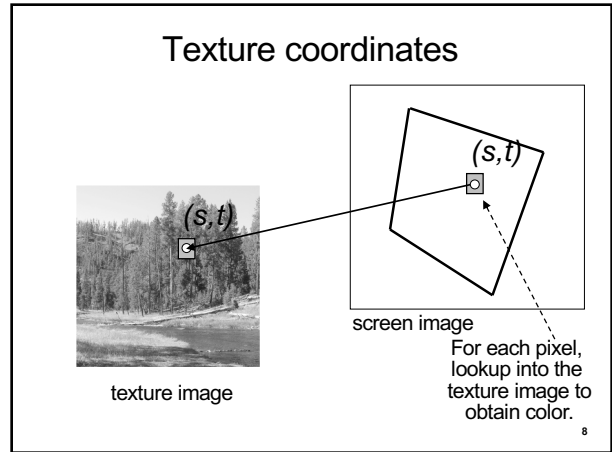 Texture coordinates
(s,t)
(s,t)
screen image
For each pixel,
lookup into the
texture image to
obtain color.
texture image
8